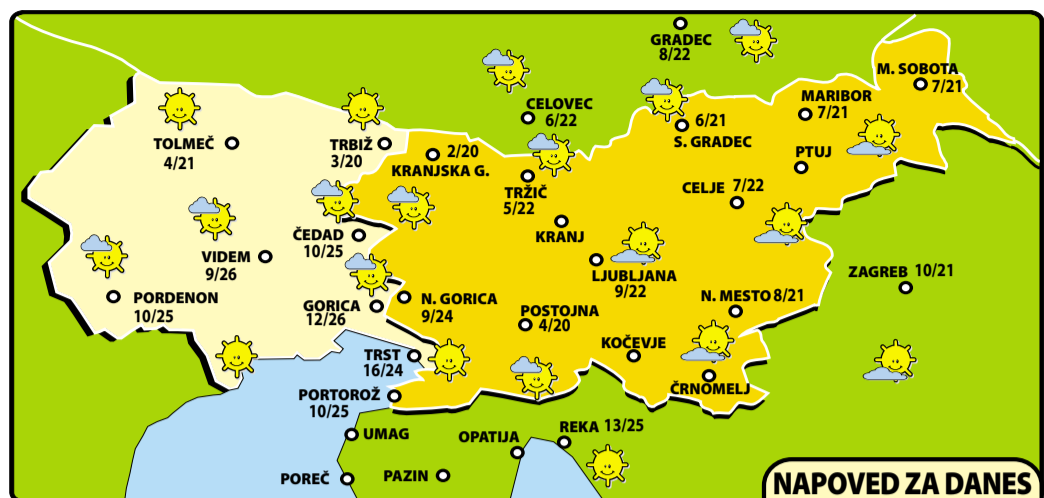 GRADEC
8/22
M. SOBOTA
7/21
CELOVEC
6/22
MARIBOR
7/21
6/21
S. GRADEC
TOLMEČ
4/21
TRBIŽ
3/20
2/20
KRANJSKA G.
PTUJ
TRŽIČ
5/22
CELJE 7/22
ČEDAD
10/25
KRANJ
VIDEM
9/26
LJUBLJANA
9/22
ZAGREB 10/21
PORDENON
10/25
GORICA
12/26
N. GORICA
9/24
POSTOJNA
4/20
N. MESTO 8/21
KOČEVJE
TRST
16/24
ČRNOMELJ
PORTOROŽ
10/25
UMAG
OPATIJA
REKA 13/25
POREČ
PAZIN
NAPOVED ZA DANES